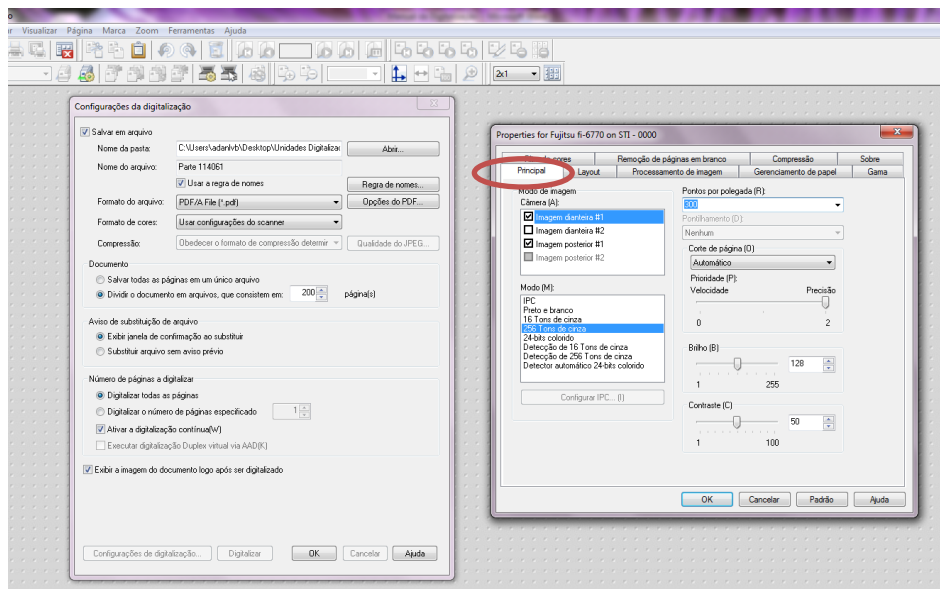 Visualizar Página Marca Zoom Ferramentas Ajuda
2x1
Configurações da digitalização
Salvar em arquivo
Nome da pasta: C:\Users\adanlvb\Desktop\Unidades Digitalizac Abrir...
Nome do arquivo: Parte 114061
Usar a regra de nomes Regra de nomes...
Formato do arquivo: PDF/A File (*.pdf) Opções do PDF...
Formato de cores: Usar configurações do scanner
Compressão: Obedecer o formato de compressão determir Qualidade do JPEG...
Documento
Salvar todas as páginas em um único arquivo
Dividir o documento em arquivos, que consistem em: 200 página(s)
Aviso de substituição de arquivo
Exibir janela de confirmação ao substituir
Substituir arquivo sem aviso prévio
Número de páginas a digitalizar
Digitalizar todas as páginas
Digitalizar o número de páginas especificado 1
Ativar a digitalização contínua(W)
Executar digitalização Duplex virtual via AAD(K)
Exibir a imagem do documento logo após ser digitalizado
Configurações de digitalização... Digitalizar OK Cancelar Ajuda
Properties for Fujitsu fi-6770 on STI - 0000
cores Remoção de páginas em branco Compressão Sobre
Principal Layout Processamento de imagem Gerenciamento de papel Gama
Modo de imagem
Câmera (A):
Imagem dianteira #1
Imagem dianteira #2
Imagem posterior #1
Imagem posterior #2
Modo (M):
IPC
Preto e branco
16 Tons de cinza
256 Tons de cinza
24-bits colorido
Detecção de 16 Tons de cinza
Detecção de 256 Tons de cinza
Detector automático 24-bits colorido
Configurar IPC... (I)
Pontos por polegada (R):
300
Pontilhamento (D):
Nenhum
Corte de página (O)
Automático
Prioridade (P):
Velocidade Precisão
0 2
Brilho (B)
128
1 255
Contraste (C)
50
1 100
OK Cancelar Padrão Ajuda